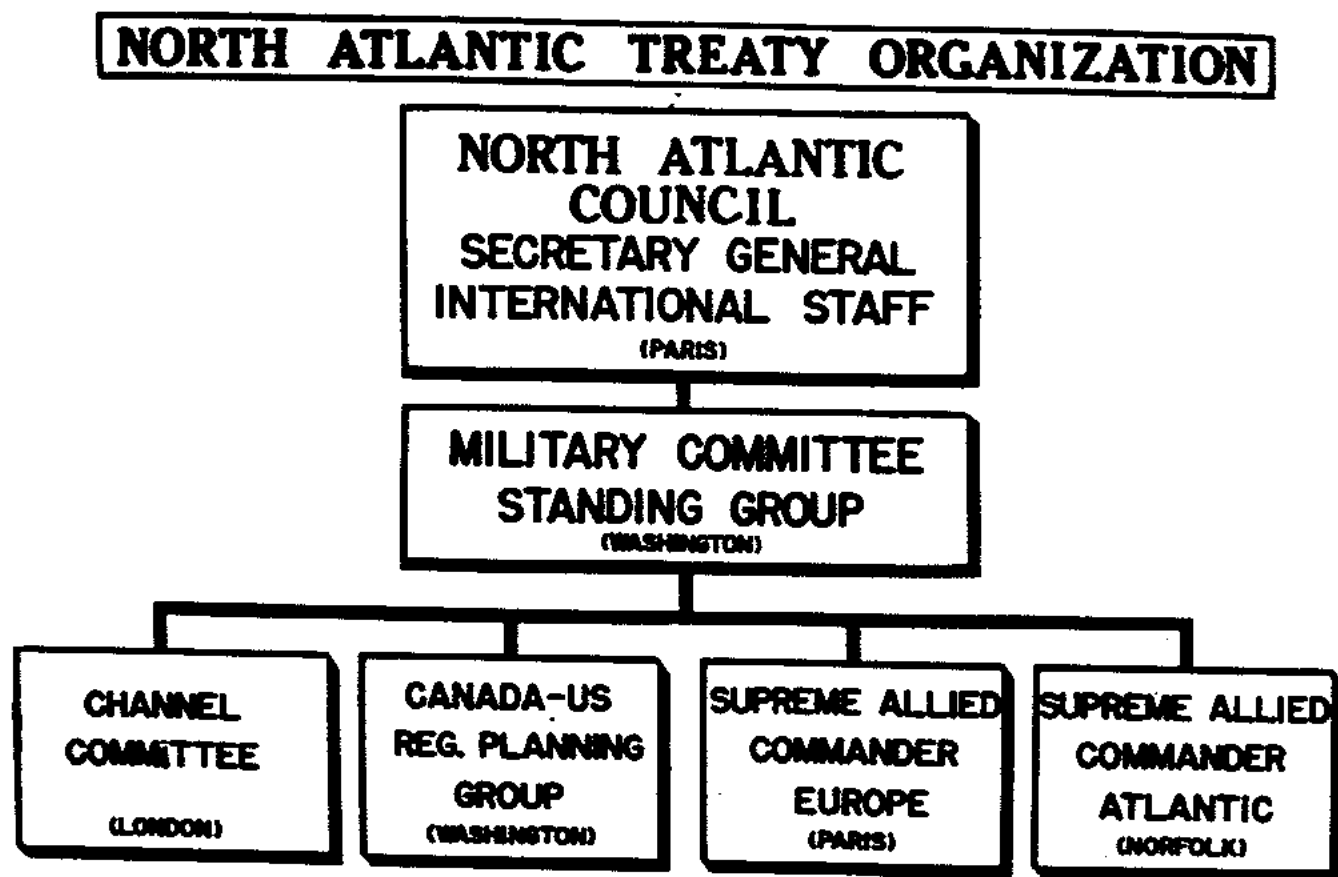 NORTH ATLANTIC TREATY ORGANIZATION
NORTH ATLANTIC
COUNCIL
SECRETARY GENERAL
INTERNATIONAL STAFF
(PARIS)
MILITARY COMMITTEE
STANDING GROUP
(WASHINGTON)
CHANNEL
COMMITTEE
(LONDON)
CANADA-US
REG. PLANNING
GROUP
(WASHINGTON)
SUPREME ALLIED
COMMANDER
EUROPE
(PARIS)
SUPREME ALLIED
COMMANDER
ATLANTIC
(NORFOLK)